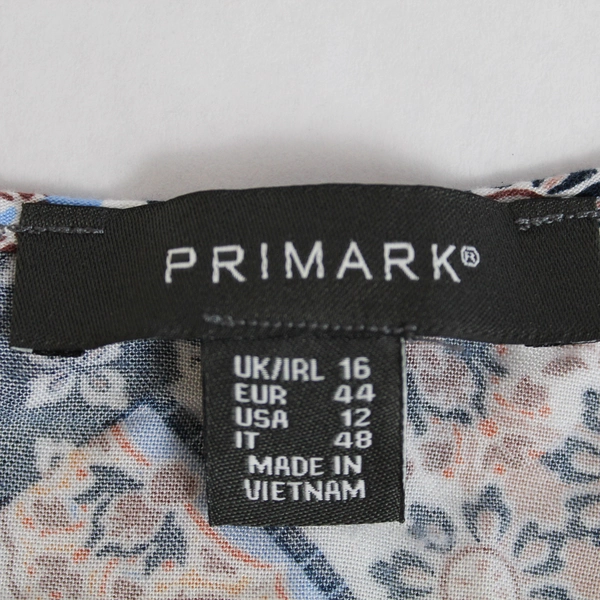 PRIMARK®
UK/IRL 16
EUR 44
USA 12
IT 48
MADE IN
VIETNAM